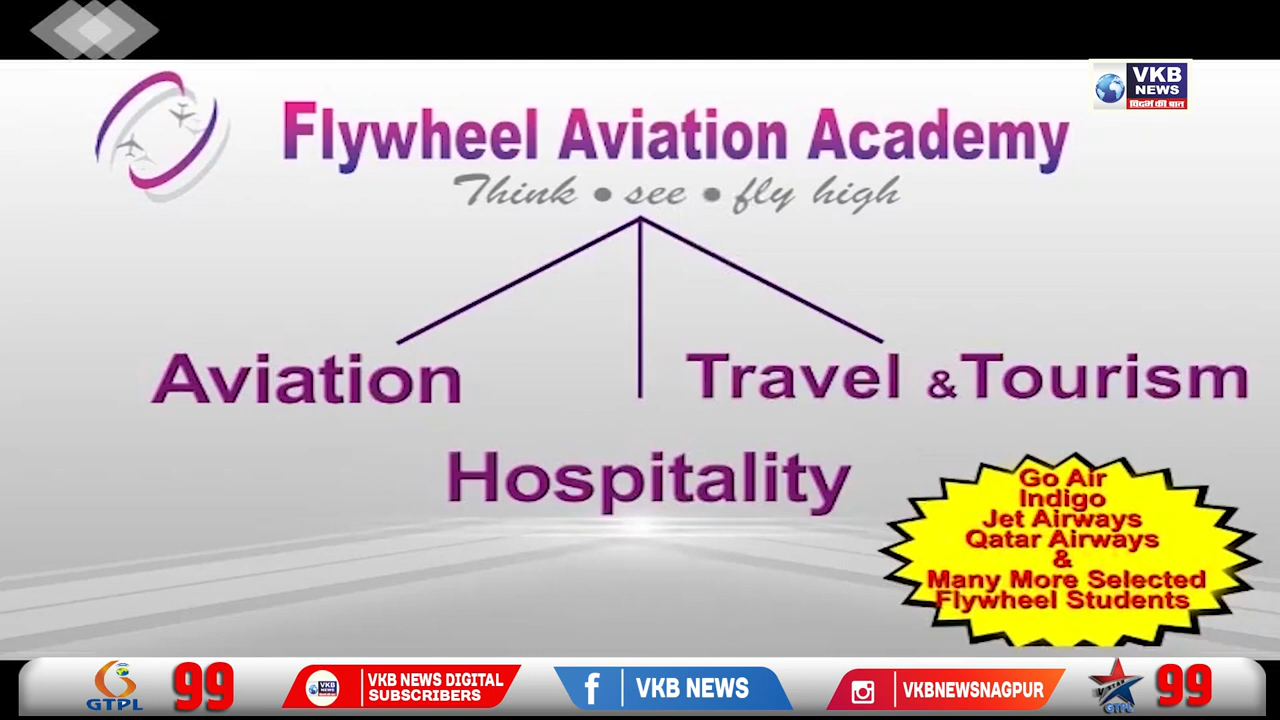 VKB
NEWS
विदर्भ की बात
Flywheel Aviation Academy
Think • see • fly high
Aviation
Travel & Tourism
Hospitality
Go Air
Indigo
Jet Airways
Qatar Airways
&
Many More Selected
Flywheel Students
GTPL
99
VKB NEWS DIGITAL
SUBSCRIBERS
VKB NEWS
VKBNEWSNAGPUR
GTPL
99